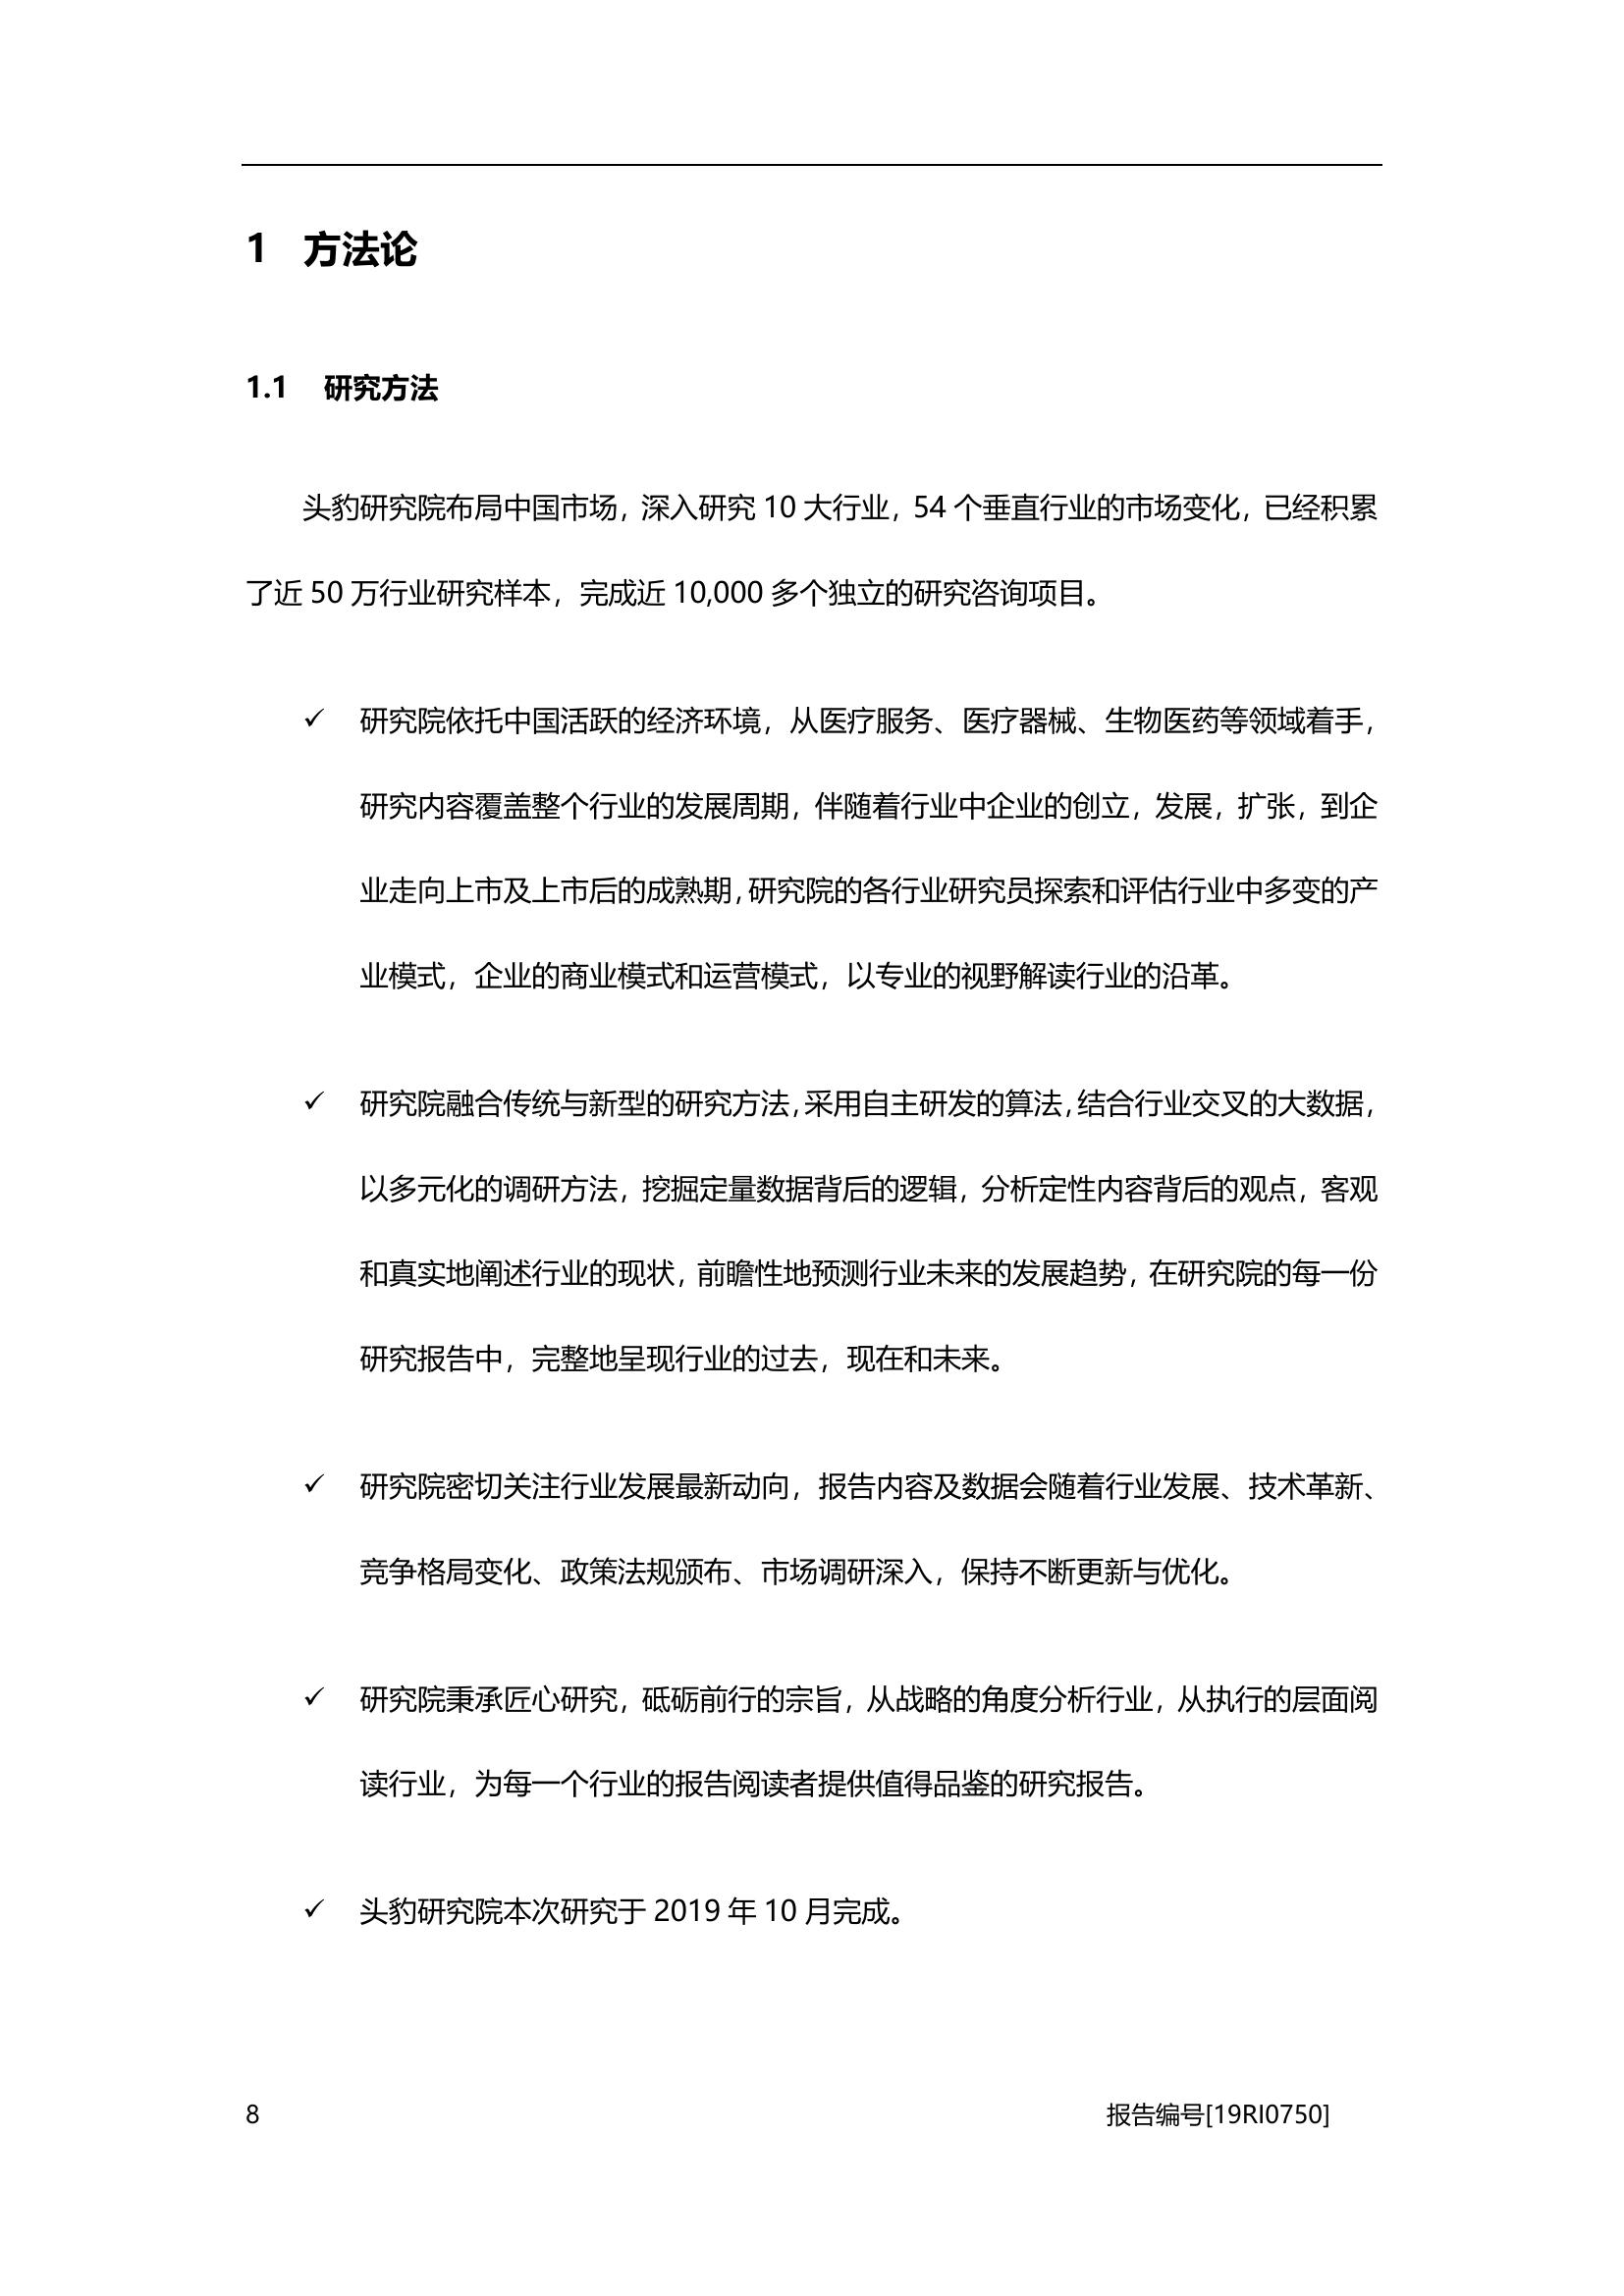 1 方法论
1.1 研究方法
头豹研究院布局中国市场，深入研究 10 大行业，54 个垂直行业的市场变化，已经积累
了近 50 万行业研究样本，完成近 10,000 多个独立的研究咨询项目。
✓ 研究院依托中国活跃的经济环境，从医疗服务、医疗器械、生物医药等领域着手，
研究内容覆盖整个行业的发展周期，伴随着行业中企业的创立，发展，扩张，到企
业走向上市及上市后的成熟期，研究院的各行业研究员探索和评估行业中多变的产
业模式，企业的商业模式和运营模式，以专业的视野解读行业的沿革。
✓ 研究院融合传统与新型的研究方法，采用自主研发的算法，结合行业交叉的大数据，
以多元化的调研方法，挖掘定量数据背后的逻辑，分析定性内容背后的观点，客观
和真实地阐述行业的现状，前瞻性地预测行业未来的发展趋势，在研究院的每一份
研究报告中，完整地呈现行业的过去，现在和未来。
✓ 研究院密切关注行业发展最新动向，报告内容及数据会随着行业发展、技术革新、
竞争格局变化、政策法规颁布、市场调研深入，保持不断更新与优化。
✓ 研究院秉承匠心研究，砥砺前行的宗旨，从战略的角度分析行业，从执行的层面阅
读行业，为每一个行业的报告阅读者提供值得品鉴的研究报告。
✓ 头豹研究院本次研究于 2019 年 10 月完成。
8 报告编号[19RI0750]